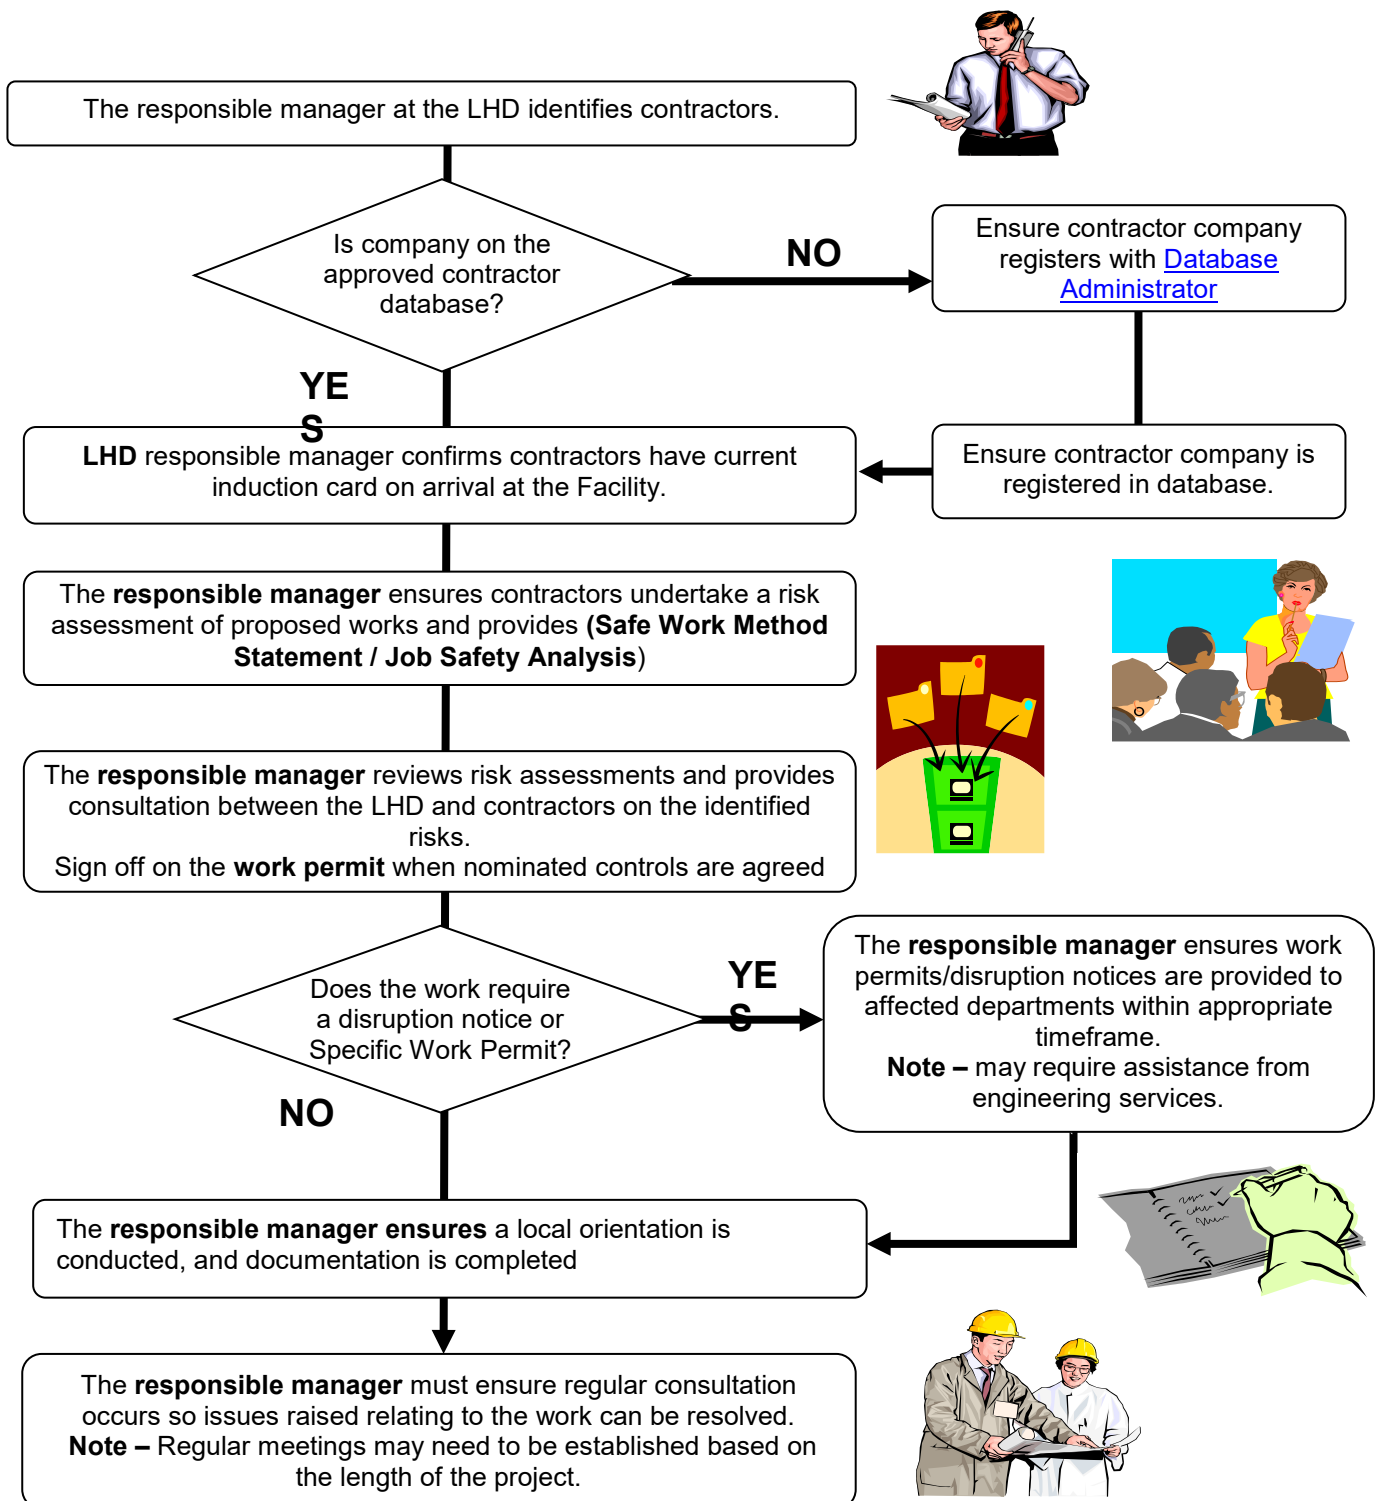 The responsible manager at the LHD identifies contractors.
Is company on the
approved contractor
database?
NO
Ensure contractor company
registers with Database
Administrator
YE
S
LHD responsible manager confirms contractors have current
induction card on arrival at the Facility.
Ensure contractor company is
registered in database.
The responsible manager ensures contractors undertake a risk
assessment of proposed works and provides (Safe Work Method
Statement / Job Safety Analysis)
The responsible manager reviews risk assessments and provides
consultation between the LHD and contractors on the identified
risks.
Sign off on the work permit when nominated controls are agreed
Does the work require
a disruption notice or
Specific Work Permit?
YE
S
The responsible manager ensures work
permits/disruption notices are provided to
affected departments within appropriate
timeframe.
Note – may require assistance from
engineering services.
NO
The responsible manager ensures a local orientation is
conducted, and documentation is completed
The responsible manager must ensure regular consultation
occurs so issues raised relating to the work can be resolved.
Note – Regular meetings may need to be established based on
the length of the project.